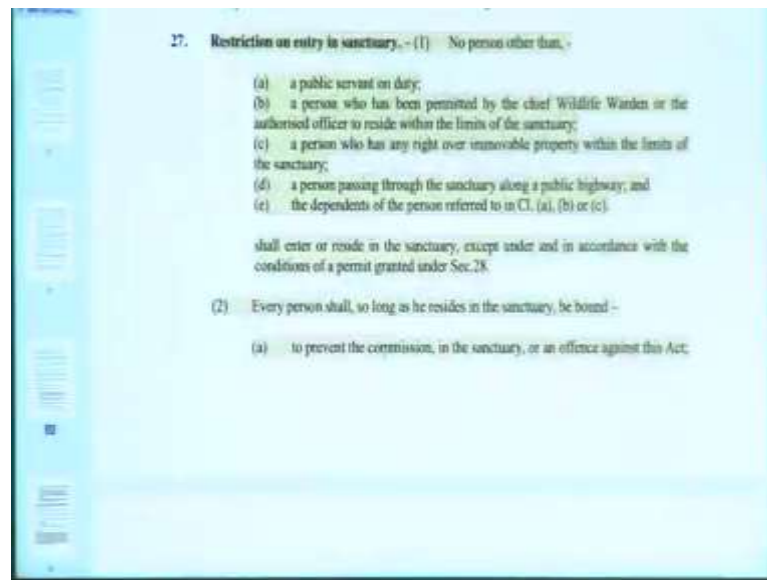 27. Restriction on entry in sanctuary, - (1) No person other than, -
(a) a public servant on duty;
(b) a person who has been permitted by the chief Wildlife Warden or the
authorised officer to reside within the limits of the sanctuary;
(c) a person who has any right over immovable property within the limits of
the sanctuary;
(d) a person passing through the sanctuary along a public highway; and
(e) the dependents of the person referred to in Cl. (a), (b) or (c).
shall enter or reside in the sanctuary, except under and in accordance with the
conditions of a permit granted under Sec.28.
(2) Every person shall, so long as he resides in the sanctuary, be bound –
(a) to prevent the commission, in the sanctuary, or an offence against this Act;